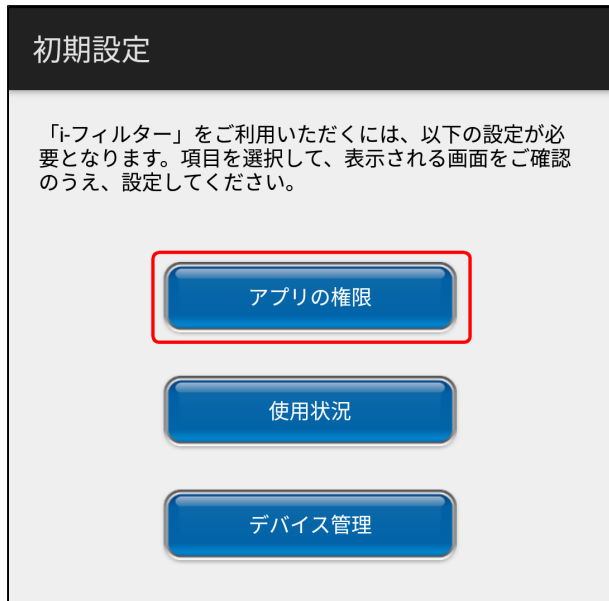 初期設定
「i-フィルター」をご利用いただくには、以下の設定が必
要となります。項目を選択して、表示される画面をご確認
のうえ、設定してください。
アプリの権限
使用状況
デバイス管理